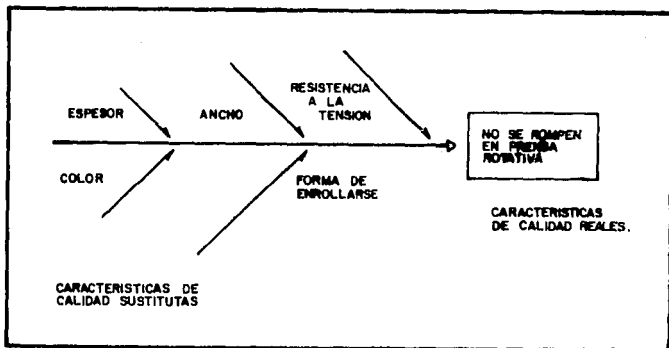 RESISTENCIA
A LA
TENSION
ESPESOR
ANCHO
NO SE ROMPEN
EN PRENSA
ROTATIVA
COLOR
FORMA DE
ENROLLARSE
CARACTERISTICAS
DE CALIDAD REALES.
CARACTERISTICAS DE
CALIDAD SUSTITUTAS